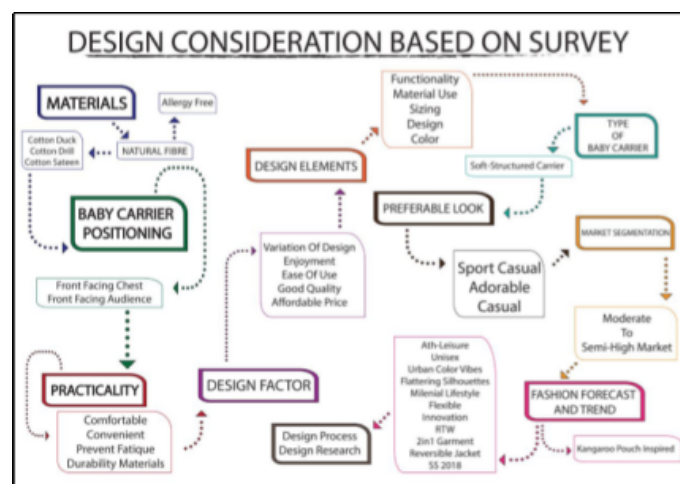 DESIGN CONSIDERATION BASED ON SURVEY
MATERIALS
Allergy Free
NATURAL FIBRE
Cotton Duck
Cotton Drill
Cotton Sateen
BABY CARRIER
POSITIONING
Front Facing Chest
Front Facing Audience
PRACTICALITY
Comfortable
Convenient
Prevent Fatique
Durability Materials
DESIGN FACTOR
Variation Of Design
Enjoyment
Ease Of Use
Good Quality
Affordable Price
DESIGN ELEMENTS
Functionality
Material Use
Sizing
Design
Color
TYPE
OF
BABY CARRIER
Soft-Structured Carrier
PREFERABLE LOOK
Sport Casual
Adorable
Casual
MARKET SEGMENTATION
Moderate
To
Semi-High Market
FASHION FORECAST
AND TREND
Kangaroo Pouch Inspired
Ath-Leisure
Unisex
Urban Color Vibes
Flattering Silhouettes
Milenial Lifestyle
Flexible
Innovation
RTW
2in1 Garment
Reversible Jacket
SS 2018
Design Process
Design Research